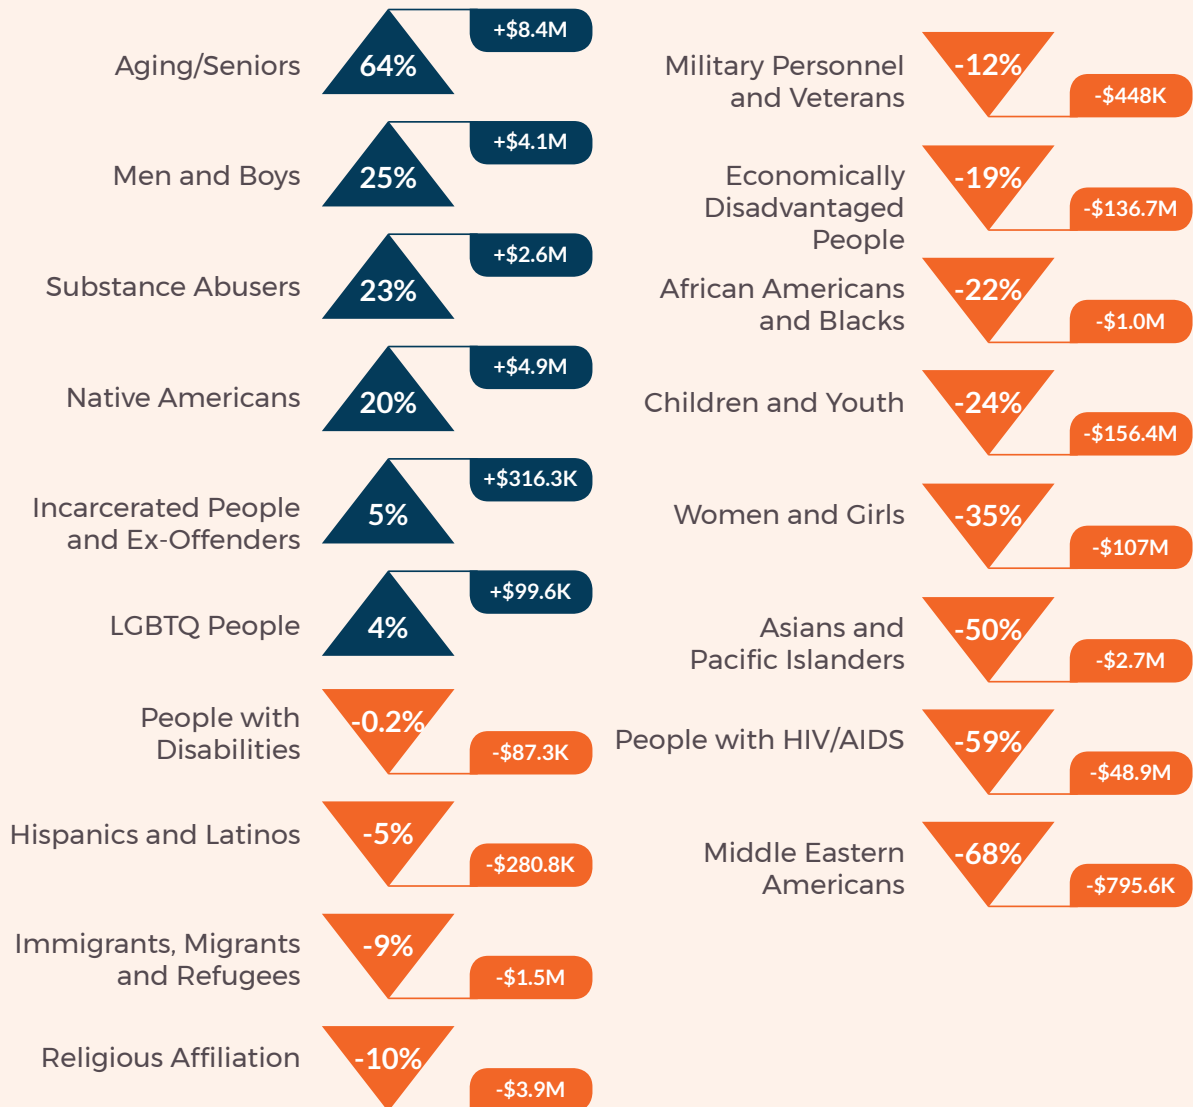 Aging/Seniors
64%
+$8.4M
Men and Boys
25%
+$4.1M
Substance Abusers
23%
+$2.6M
Native Americans
20%
+$4.9M
Incarcerated People
and Ex-Offenders
5%
+$316.3K
LGBTQ People
4%
+$99.6K
People with
Disabilities
-0.2%
-$87.3K
Hispanics and Latinos
-5%
-$280.8K
Immigrants, Migrants
and Refugees
-9%
-$1.5M
Religious Affiliation
-10%
-$3.9M
Military Personnel
and Veterans
-12%
-$448K
Economically
Disadvantaged
People
-19%
-$136.7M
African Americans
and Blacks
-22%
-$1.0M
Children and Youth
-24%
-$156.4M
Women and Girls
-35%
-$107M
Asians and
Pacific Islanders
-50%
-$2.7M
People with HIV/AIDS
-59%
-$48.9M
Middle Eastern
Americans
-68%
-$795.6K